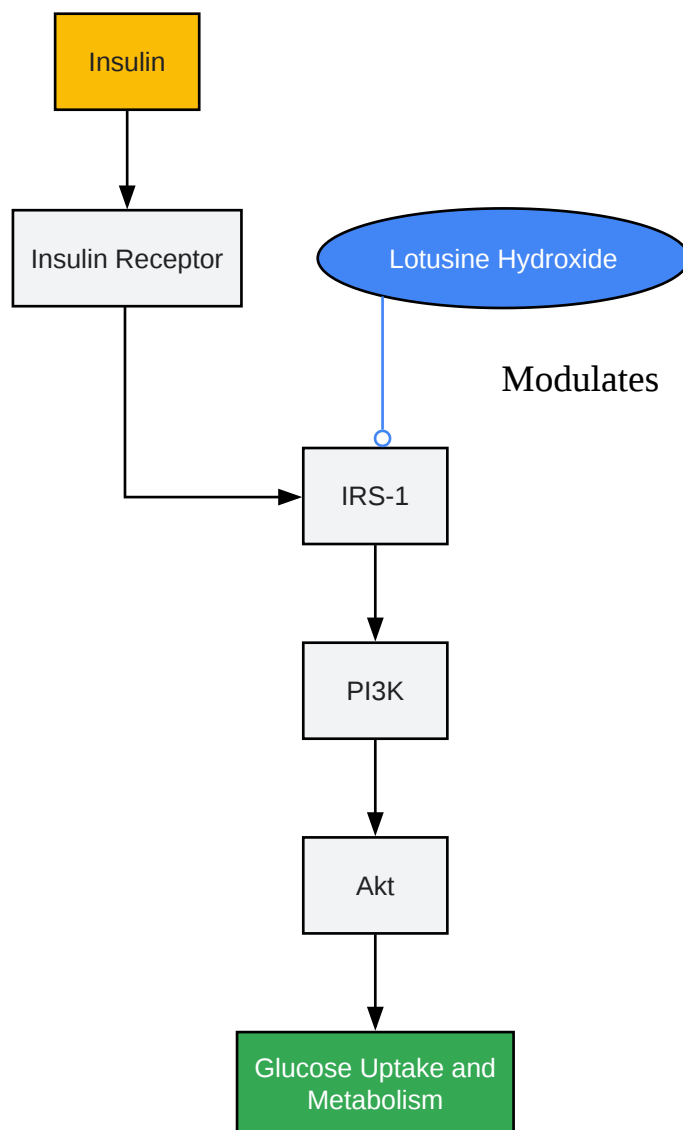 Insulin
Insulin Receptor
Lotusine Hydroxide
Modulates
IRS-1
PI3K
Akt
Glucose Uptake and
Metabolism